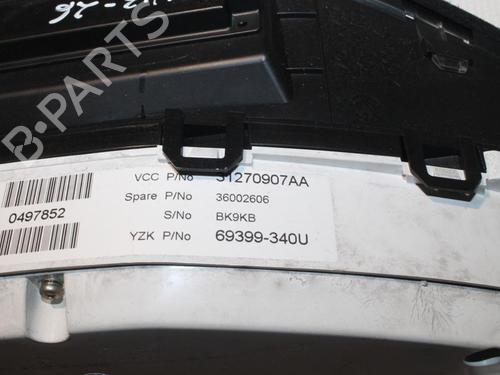 B-PARTS
VCC P/No 31270907AA
Spare P/No 36002606
S/No BK9KB
YZK P/No 69399-340U
0497852